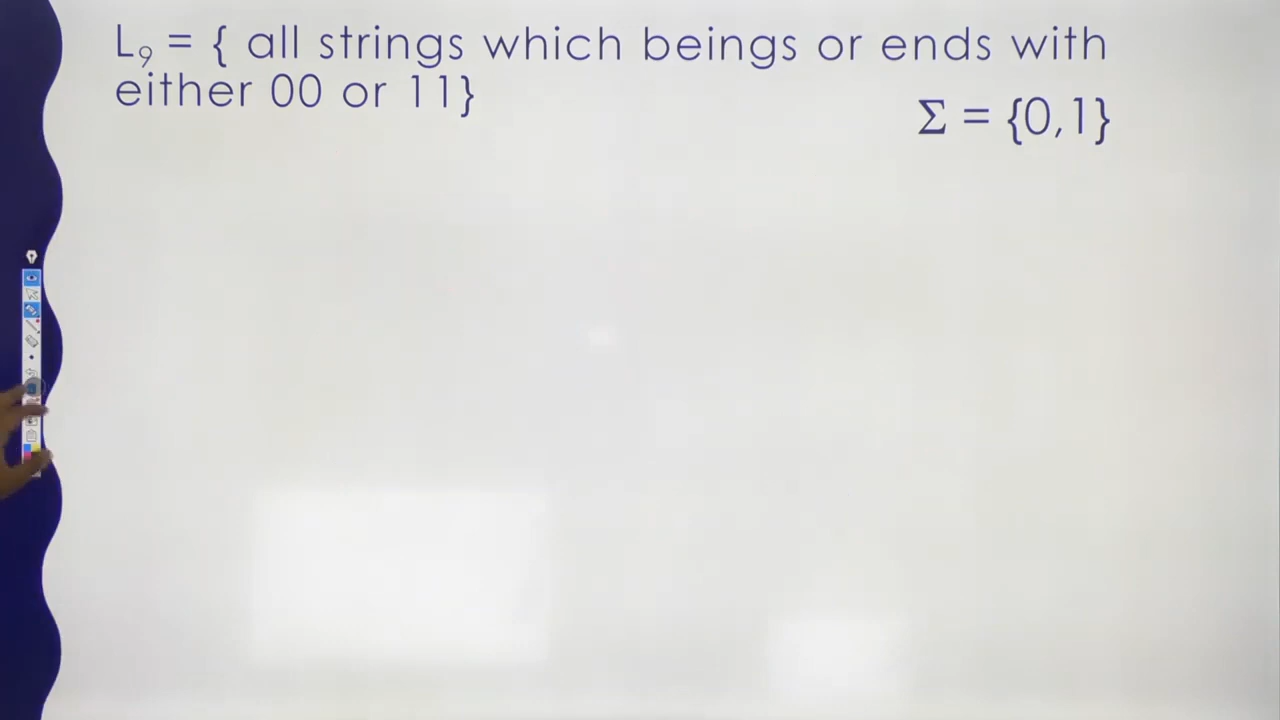 L₉ = { all strings which beings or ends with
either 00 or 11}
Σ = {0,1}